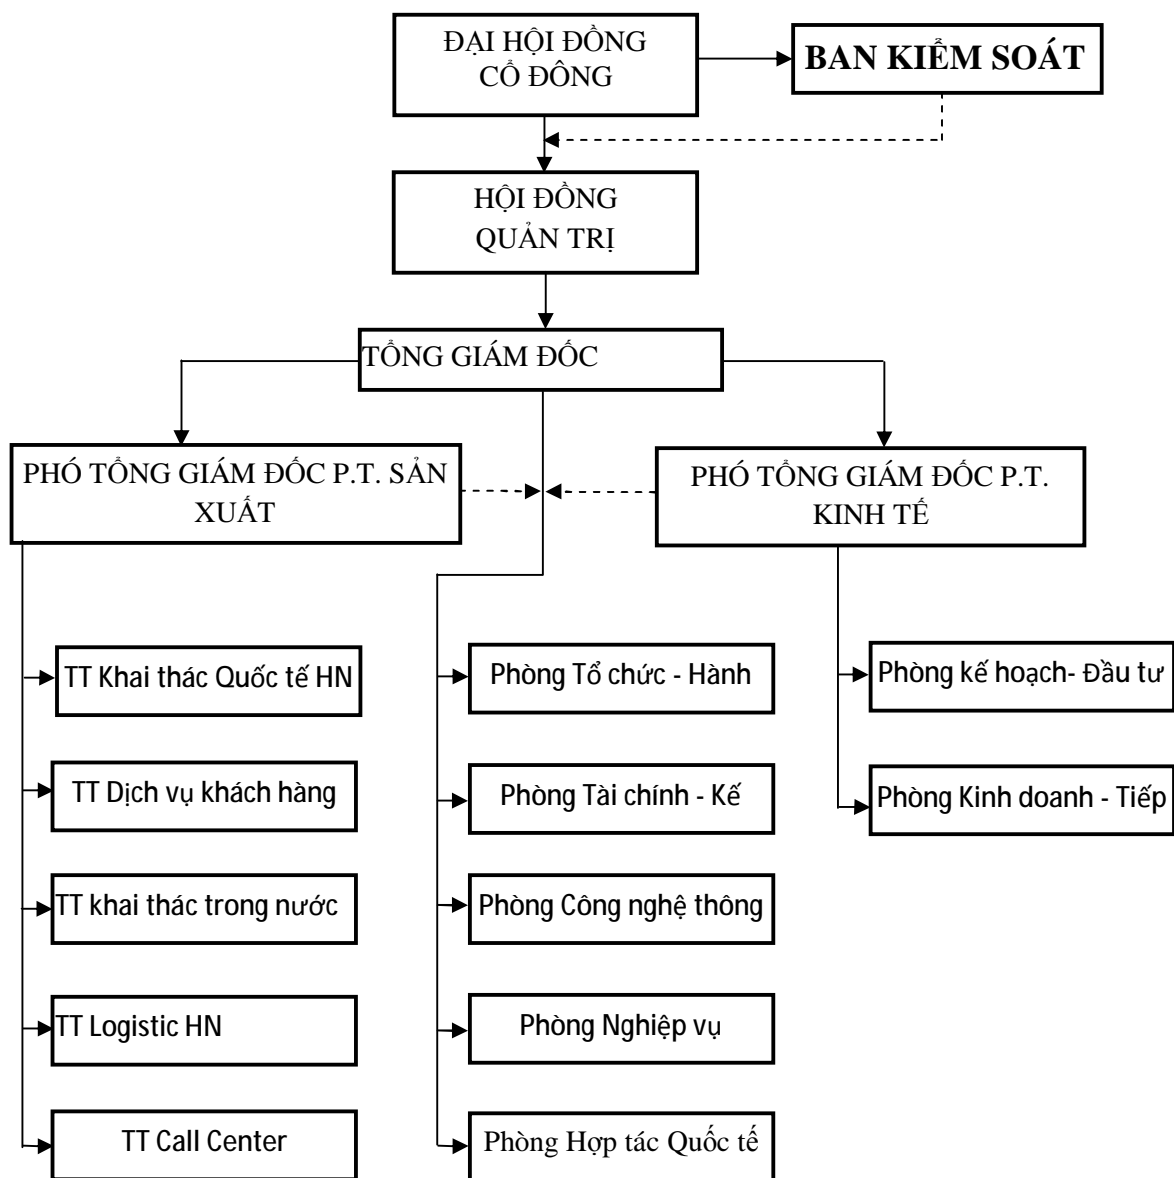 ĐẠI HỘI ĐỒNG
CỔ ĐÔNG
BAN KIỂM SOÁT
HỘI ĐỒNG
QUẢN TRỊ
TỔNG GIÁM ĐỐC
PHÓ TỔNG GIÁM ĐỐC P.T. SẢN
XUẤT
PHÓ TỔNG GIÁM ĐỐC P.T.
KINH TẾ
TT Khai thác Quốc tế HN
TT Dịch vụ khách hàng
TT khai thác trong nước
TT Logistic HN
TT Call Center
Phòng Tổ chức - Hành
Phòng Tài chính - Kế
Phòng Công nghệ thông
Phòng Nghiệp vụ
Phòng Hợp tác Quốc tế
Phòng kế hoạch- Đầu tư
Phòng Kinh doanh - Tiếp